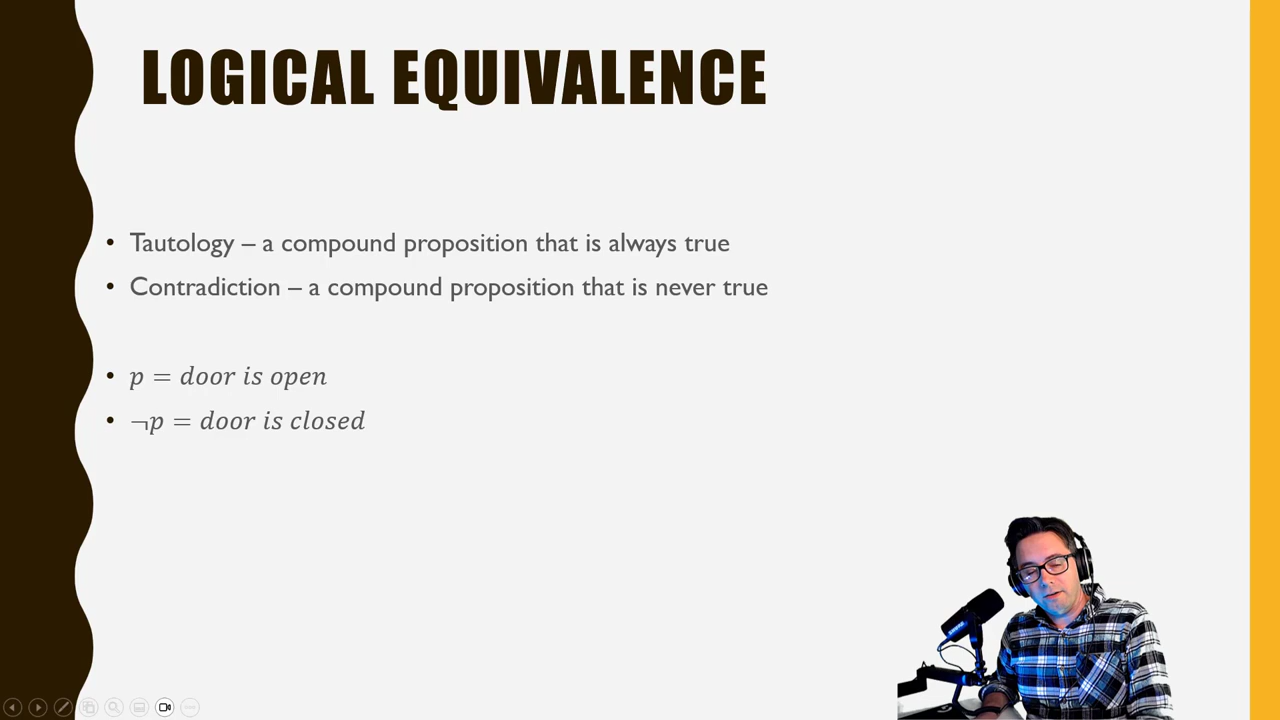 LOGICAL EQUIVALENCE
• Tautology – a compound proposition that is always true
• Contradiction – a compound proposition that is never true
• p = door is open
• ¬p = door is closed